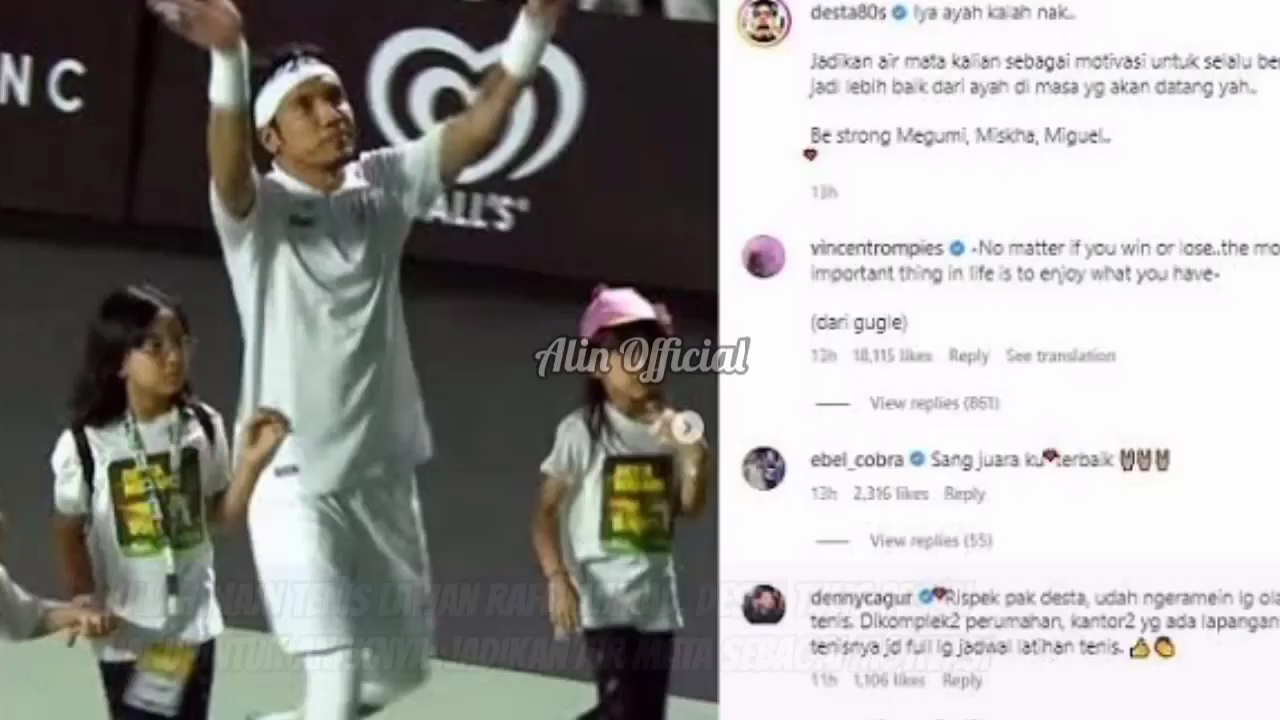 NC
ALL'S
Alin Official
desta80s Iya ayah kalah nak..
Jadikan air mata kalian sebagai motivasi untuk selalu be
jadi lebih baik dari ayah di masa yg akan datang yah..
Be strong Megumi, Miskha, Miguel..
13h
vincentrompies -No matter if you win or lose..the mo
important thing in life is to enjoy what you have-
(dari gugle)
13h 18,115 likes Reply See translation
View replies (861)
ebel_cobra Sang juara ku terbaik
13h 2,316 likes Reply
View replies (55)
dennycagur Rispek pak desta, udah ngeramein lg ola
tenis. Dikomplek2 perumahan, kantor2 yg ada lapangan
tenisnya jd full lg jadwal latihan tenis.
11h 1,106 likes Reply